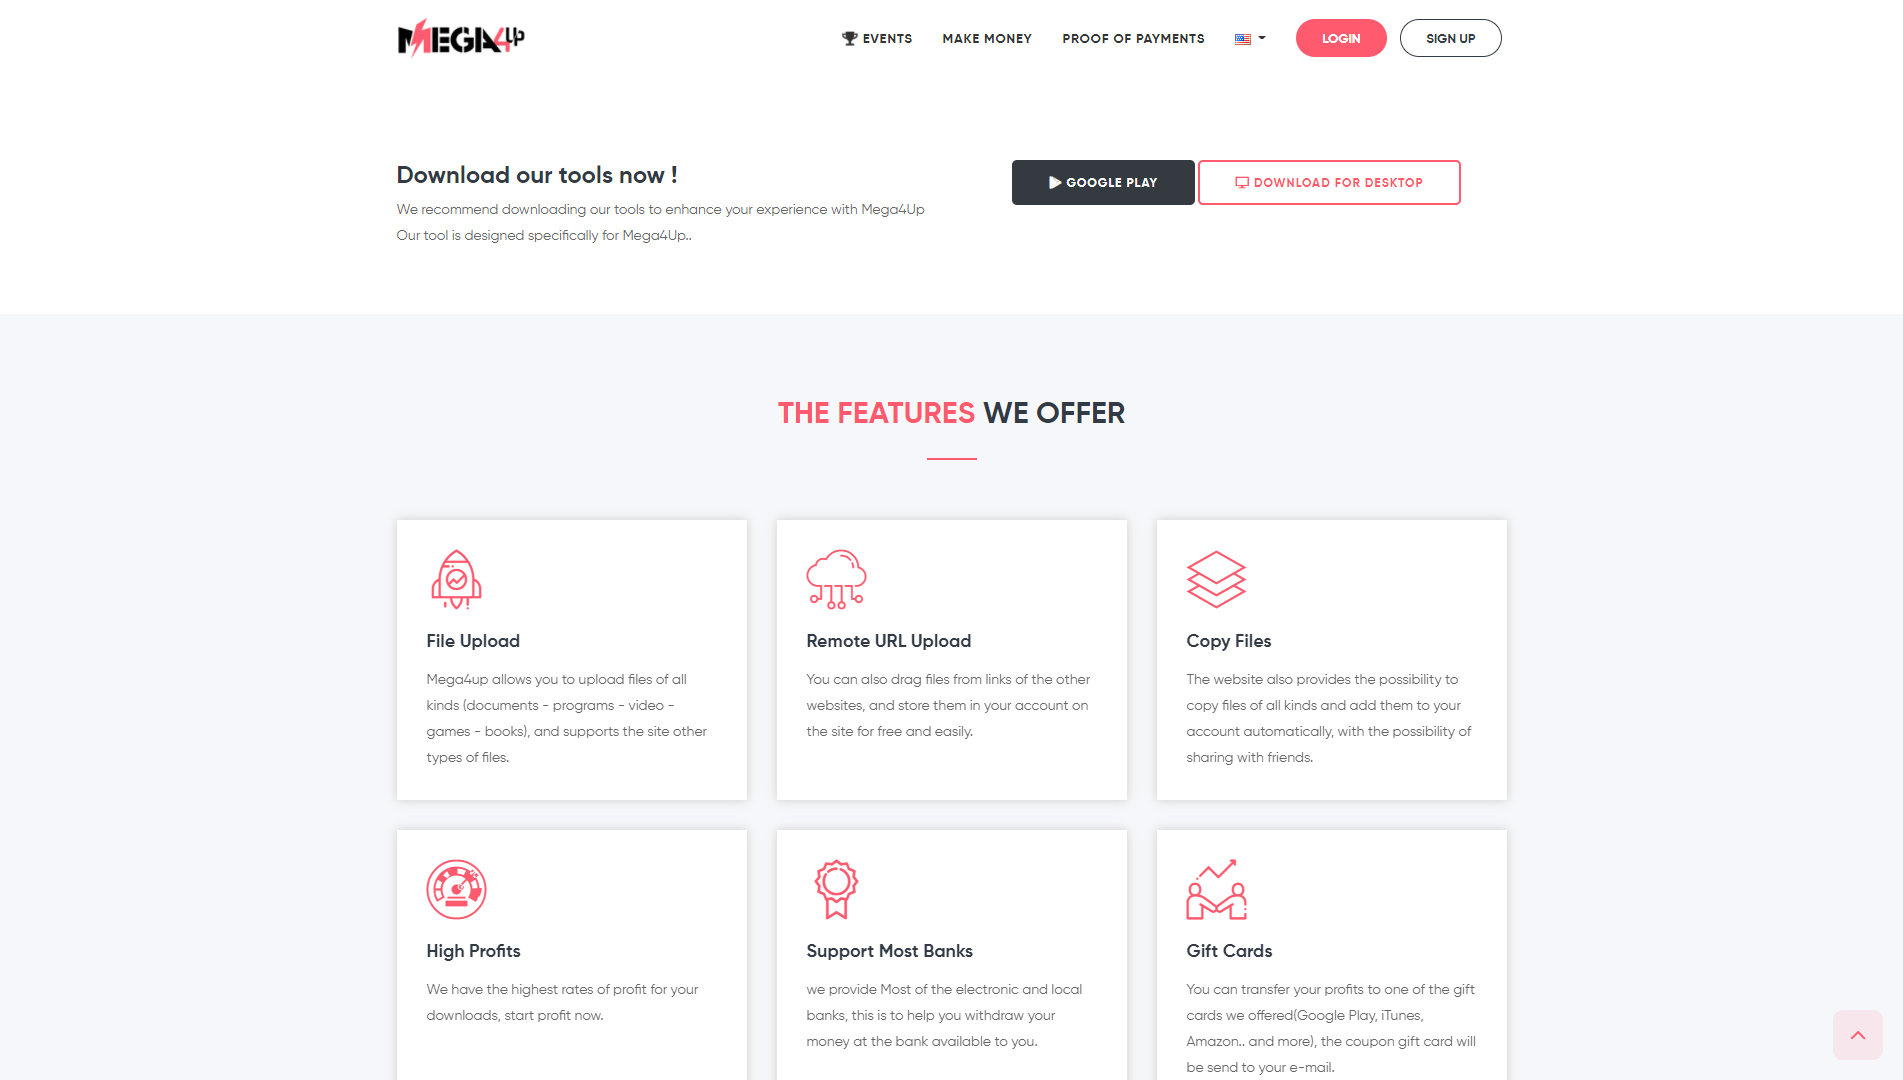 MEGA4UP
EVENTS
MAKE MONEY
PROOF OF PAYMENTS
LOGIN
SIGN UP
Download our tools now !
We recommend downloading our tools to enhance your experience with Mega4Up
Our tool is designed specifically for Mega4Up..
GOOGLE PLAY
DOWNLOAD FOR DESKTOP
THE FEATURES WE OFFER
File Upload
Mega4up allows you to upload files of all
kinds (documents - programs - video -
games - books), and supports the site other
types of files.
Remote URL Upload
You can also drag files from links of the other
websites, and store them in your account on
the site for free and easily.
Copy Files
The website also provides the possibility to
copy files of all kinds and add them to your
account automatically, with the possibility of
sharing with friends.
High Profits
We have the highest rates of profit for your
downloads, start profit now.
Support Most Banks
we provide Most of the electronic and local
banks, this is to help you withdraw your
money at the bank available to you.
Gift Cards
You can transfer your profits to one of the gift
cards we offered(Google Play, iTunes,
Amazon.. and more), the coupon gift card will
be send to your e-mail.